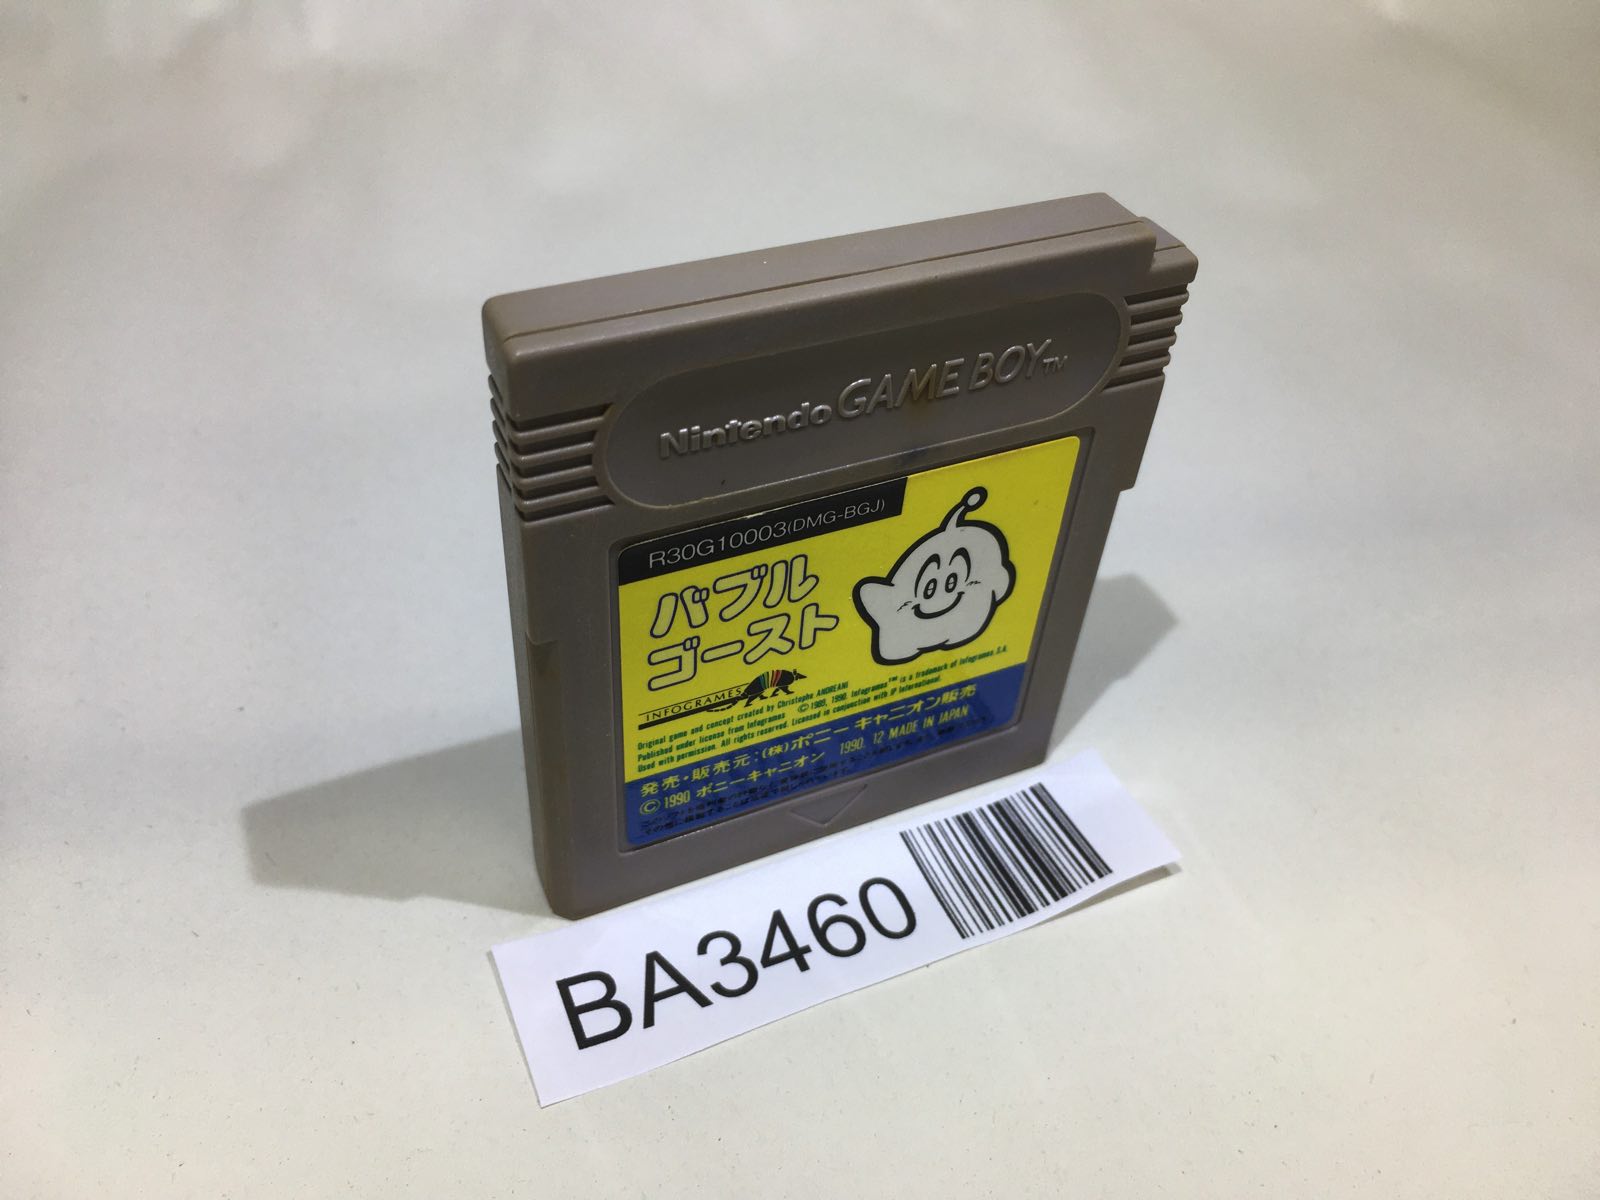 Nintendo GAME BOY™
R30G10003(DMG-BGJ)
バブル
ゴースト
INFOGRAMES
Original game and concept created by Christophe ANDREANI
Published under license from Infogrames ©1989, 1990. Infogrames™ is a trademark of Infogrames S.A.
Used with permission. All rights reserved. Licensed in conjunction with IP International.
発売・販売元:(株)ポニーキャニオン販売
©1990 ポニーキャニオン 1990. 12 MADE IN JAPAN
BA3460